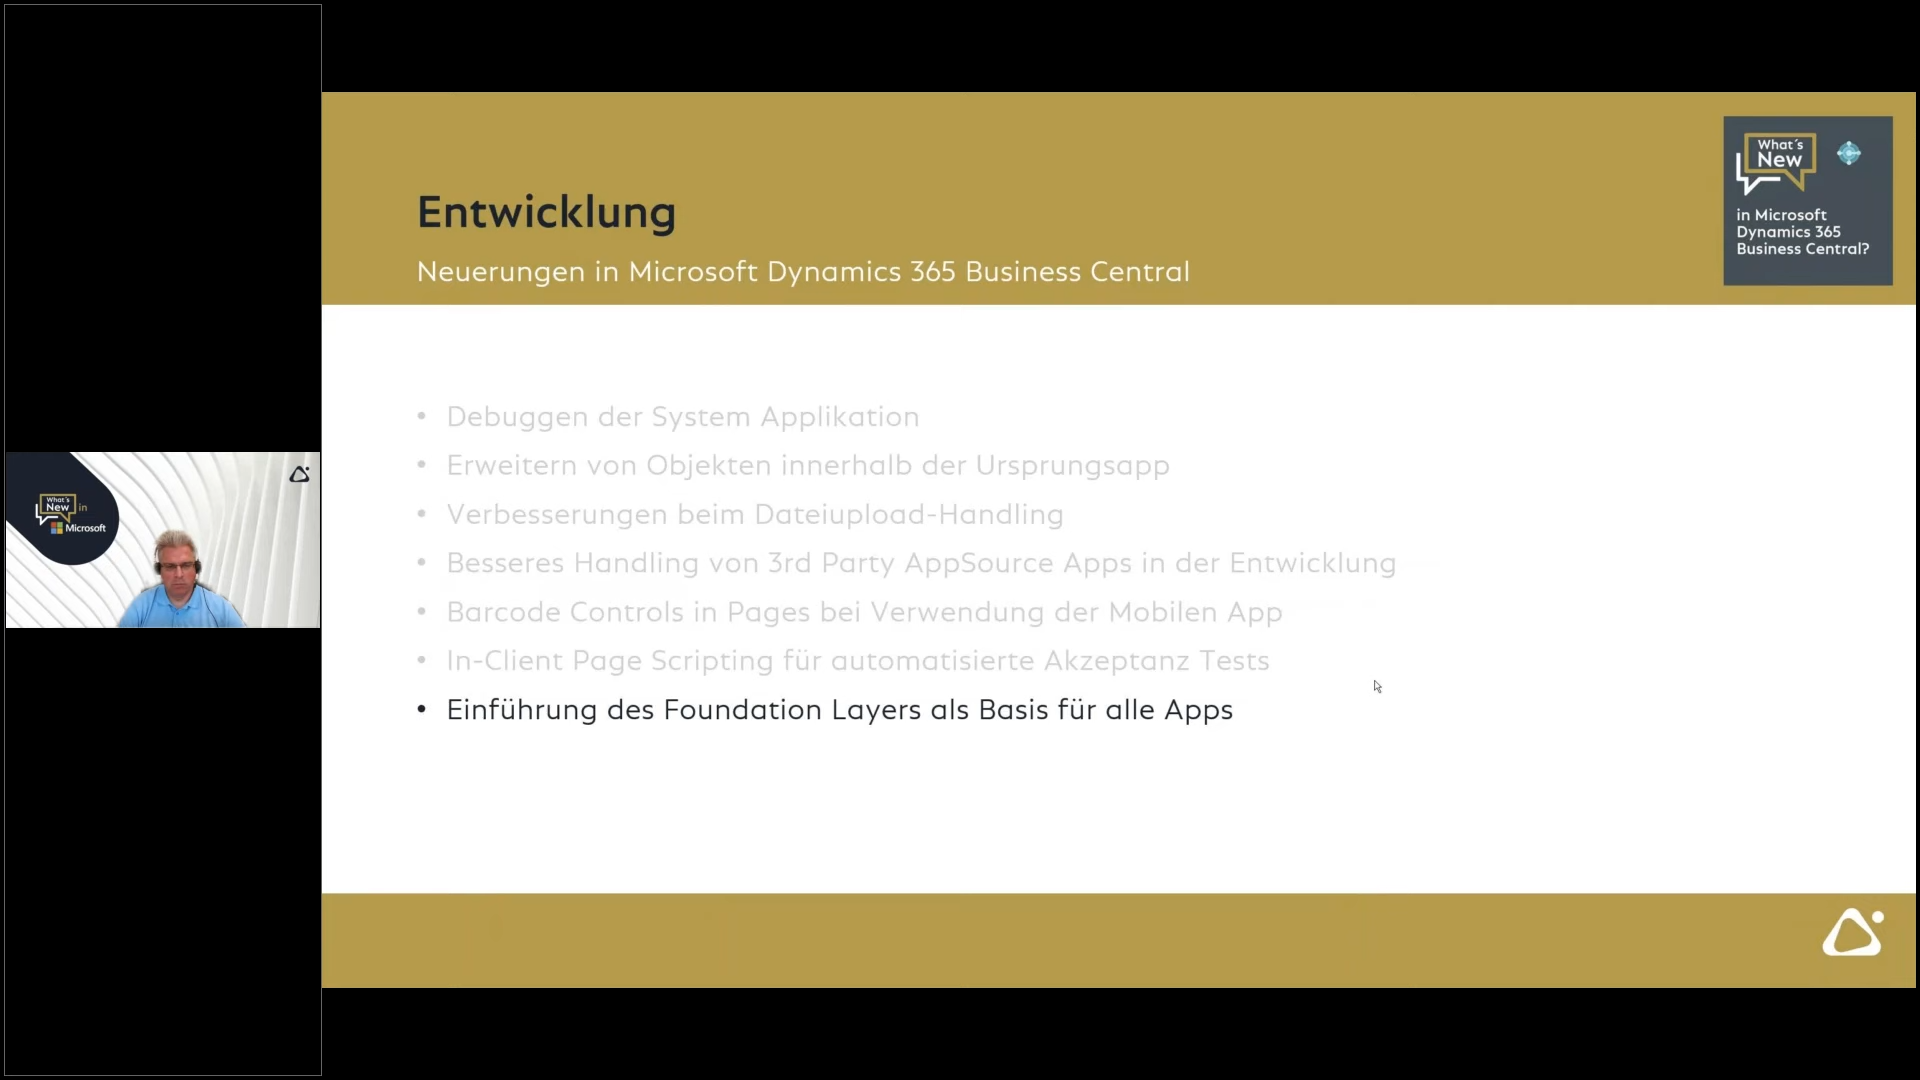 What's
New
in Microsoft
Dynamics 365
Business Central?
Entwicklung
Neuerungen in Microsoft Dynamics 365 Business Central
• Debuggen der System Applikation
• Erweitern von Objekten innerhalb der Ursprungsapp
• Verbesserungen beim Dateiupload-Handling
• Besseres Handling von 3rd Party AppSource Apps in der Entwicklung
• Barcode Controls in Pages bei Verwendung der Mobilen App
• In-Client Page Scripting für automatisierte Akzeptanz Tests
• Einführung des Foundation Layers als Basis für alle Apps
What's
New in
Microsoft